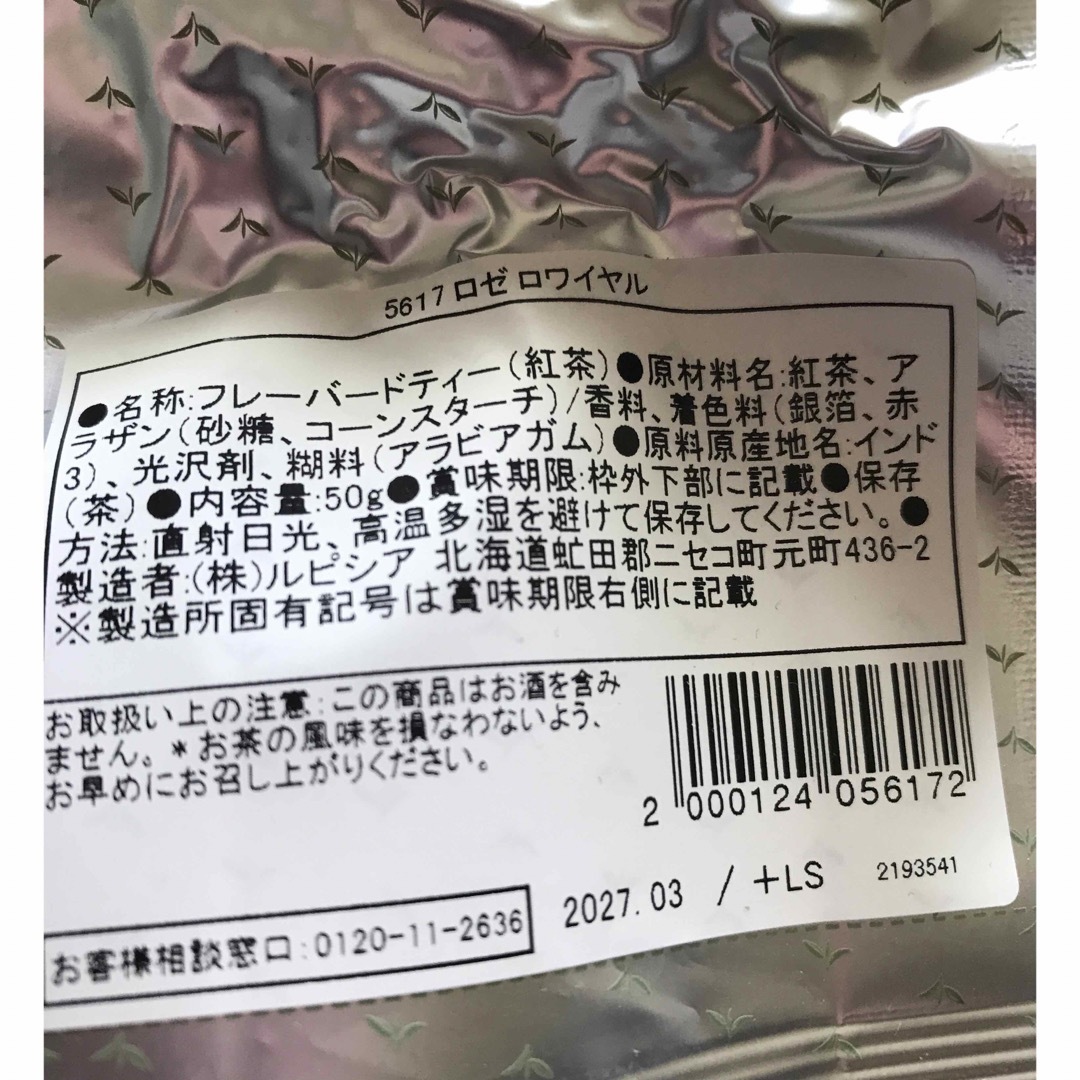 5617 ロゼ ロワイヤル
●名称:フレーバードティー(紅茶)●原材料名:紅茶、ア
ラザン(砂糖、コーンスターチ)/香料、着色料(銀箔、赤
3)、光沢剤、糊料(アラビアガム)●原料原産地名:インド
(茶)●内容量:50g●賞味期限:枠外下部に記載●保存
方法:直射日光、高温多湿を避けて保存してください。●
製造者:(株)ルピシア 北海道虻田郡ニセコ町元町436-2
※製造所固有記号は賞味期限右側に記載
お取扱い上の注意:この商品はお酒を含み
ません。*お茶の風味を損なわないよう、
お早めにお召し上がりください。
2 000124 056172
2027.03 / +LS 2193541
お客様相談窓口:0120-11-2636